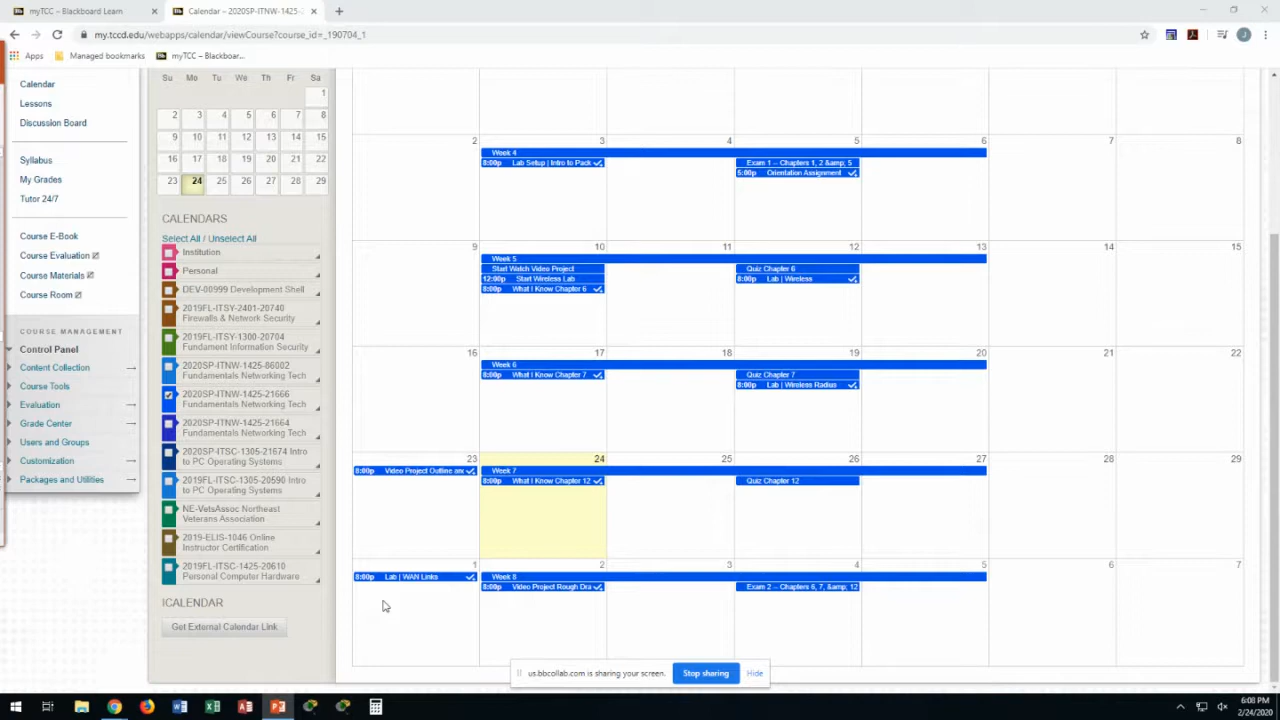 myTCC – Blackboard Learn
Calendar – 2020SP-ITNW-1425-2
my.tccd.edu/webapps/calendar/viewCourse?course_id=_190704_1
J
Apps
Managed bookmarks
myTCC – Blackboar...
Calendar
Lessons
Discussion Board
Syllabus
My Grades
Tutor 24/7
Course E-Book
Course Evaluation
Course Materials
Course Room
COURSE MANAGEMENT
Control Panel
Content Collection
Course Tools
Evaluation
Grade Center
Users and Groups
Customization
Packages and Utilities
Su Mo Tu We Th Fr Sa
1
2 3 4 5 6 7 8
9 10 11 12 13 14 15
16 17 18 19 20 21 22
23 24 25 26 27 28 29
CALENDARS
Select All / Unselect All
Institution
Personal
DEV-00999 Development Shell
2019FL-ITSY-2401-20740
Firewalls & Network Security
2019FL-ITSY-1300-20704
Fundament Information Security
2020SP-ITNW-1425-86002
Fundamentals Networking Tech
2020SP-ITNW-1425-21666
Fundamentals Networking Tech
2020SP-ITNW-1425-21664
Fundamentals Networking Tech
2020SP-ITSC-1305-21674 Intro
to PC Operating Systems
2019FL-ITSC-1305-20590 Intro
to PC Operating Systems
NE-VetsAssoc Northeast
Veterans Association
2019-ELIS-1046 Online
Instructor Certification
2019FL-ITSC-1425-20610
Personal Computer Hardware
ICALENDAR
Get External Calendar Link
2 3 4 5 6 7 8
Week 4
8:00p Lab Setup | Intro to Pack
Exam 1 -- Chapters 1, 2 &amp; 5
5:00p Orientation Assignment
9 10 11 12 13 14 15
Week 5
Start Watch Video Project
12:00p Start Wireless Lab
8:00p What I Know Chapter 6
Quiz Chapter 6
8:00p Lab | Wireless
16 17 18 19 20 21 22
Week 6
8:00p What I Know Chapter 7
Quiz Chapter 7
8:00p Lab | Wireless Radius
23 24 25 26 27 28 29
8:00p Video Project Outline and
Week 7
8:00p What I Know Chapter 12
Quiz Chapter 12
1 2 3 4 5 6 7
8:00p Lab | WAN Links
Week 8
8:00p Video Project Rough Dra
Exam 2 -- Chapters 6, 7, &amp; 12
us.bbcollab.com is sharing your screen.
Stop sharing
Hide
6:08 PM
2/24/2020